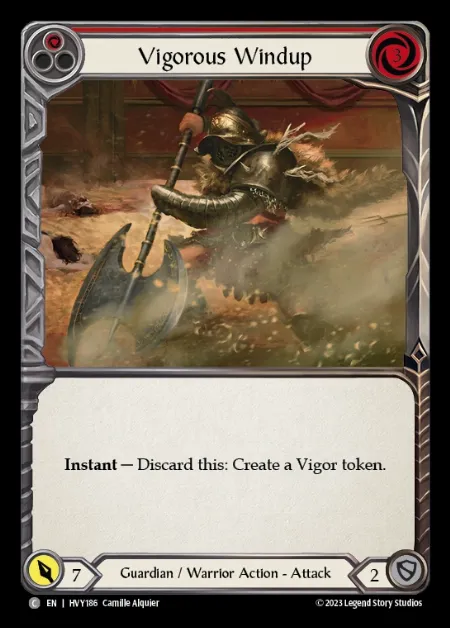 Vigorous Windup
3
Instant — Discard this: Create a Vigor token.
7
Guardian / Warrior Action - Attack
2
C EN | HVY186 Camille Alquier
© 2023 Legend Story Studios